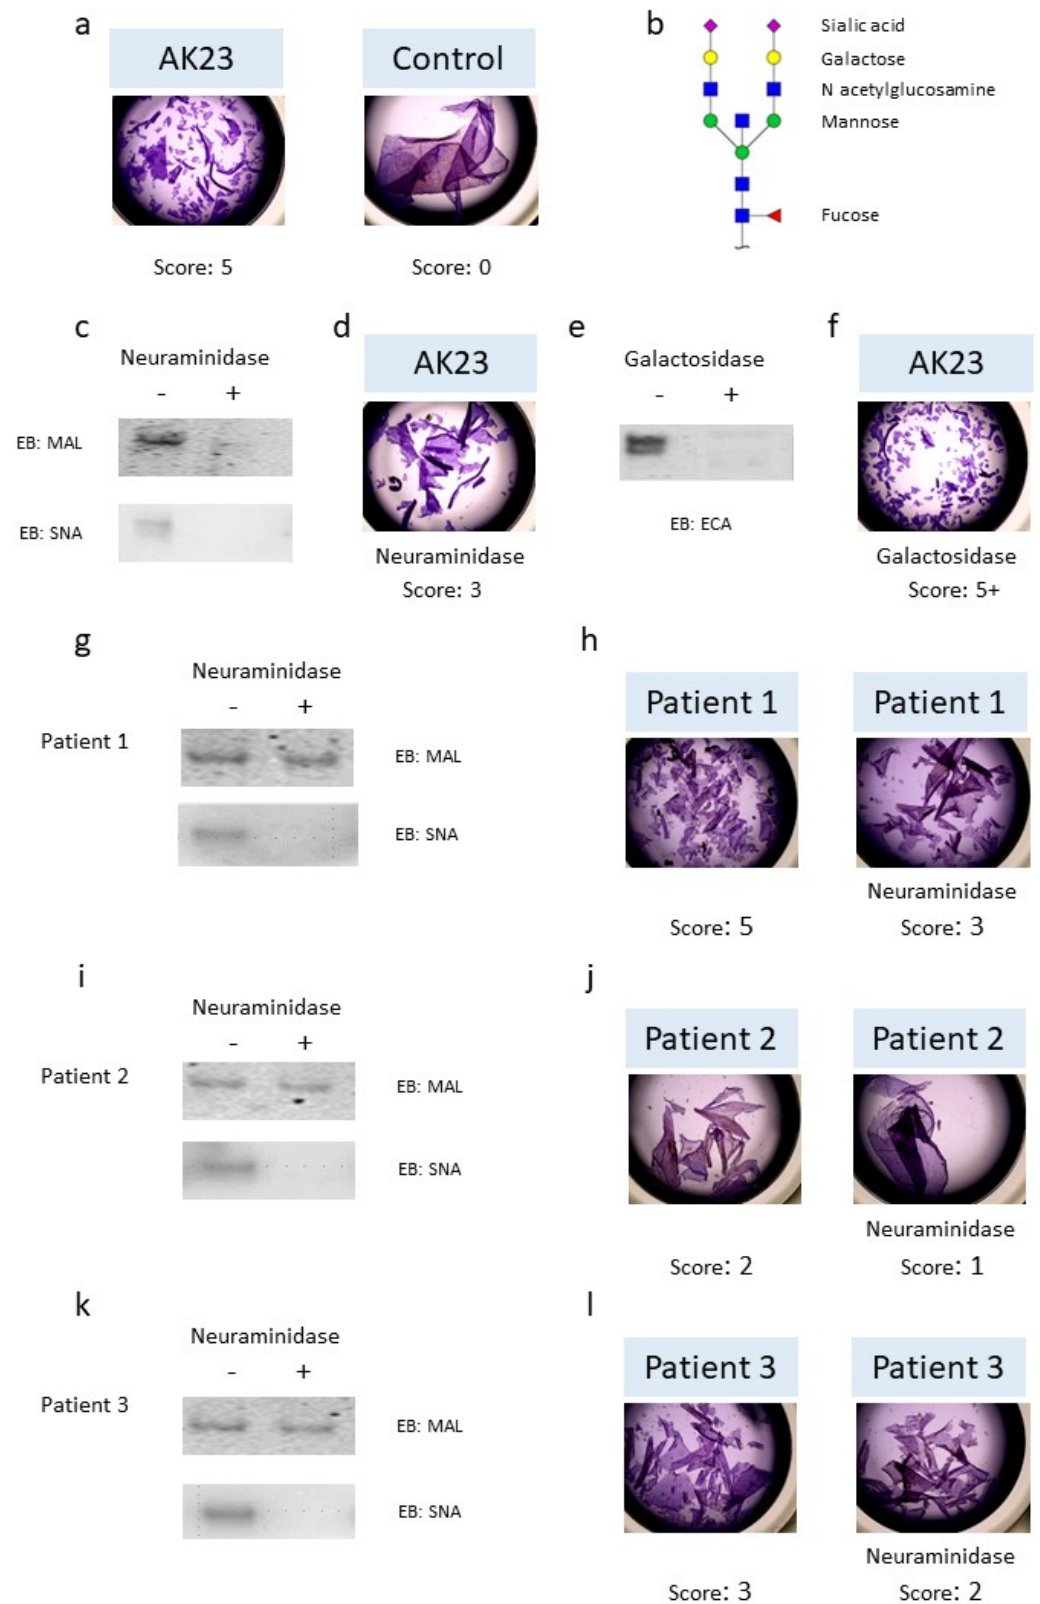 a
AK23
Control
Score: 5
Score: 0
b
Sialic acid
Galactose
N acetylglucosamine
Mannose
Fucose
c
Neuraminidase
- +
EB: MAL
EB: SNA
d
AK23
Neuraminidase
Score: 3
e
Galactosidase
- +
EB: ECA
f
AK23
Galactosidase
Score: 5+
g
Neuraminidase
- +
Patient 1
EB: MAL
EB: SNA
h
Patient 1
Patient 1
Neuraminidase
Score: 5
Score: 3
i
Neuraminidase
- +
Patient 2
EB: MAL
EB: SNA
j
Patient 2
Patient 2
Neuraminidase
Score: 2
Score: 1
k
Neuraminidase
- +
Patient 3
EB: MAL
EB: SNA
l
Patient 3
Patient 3
Neuraminidase
Score: 3
Score: 2